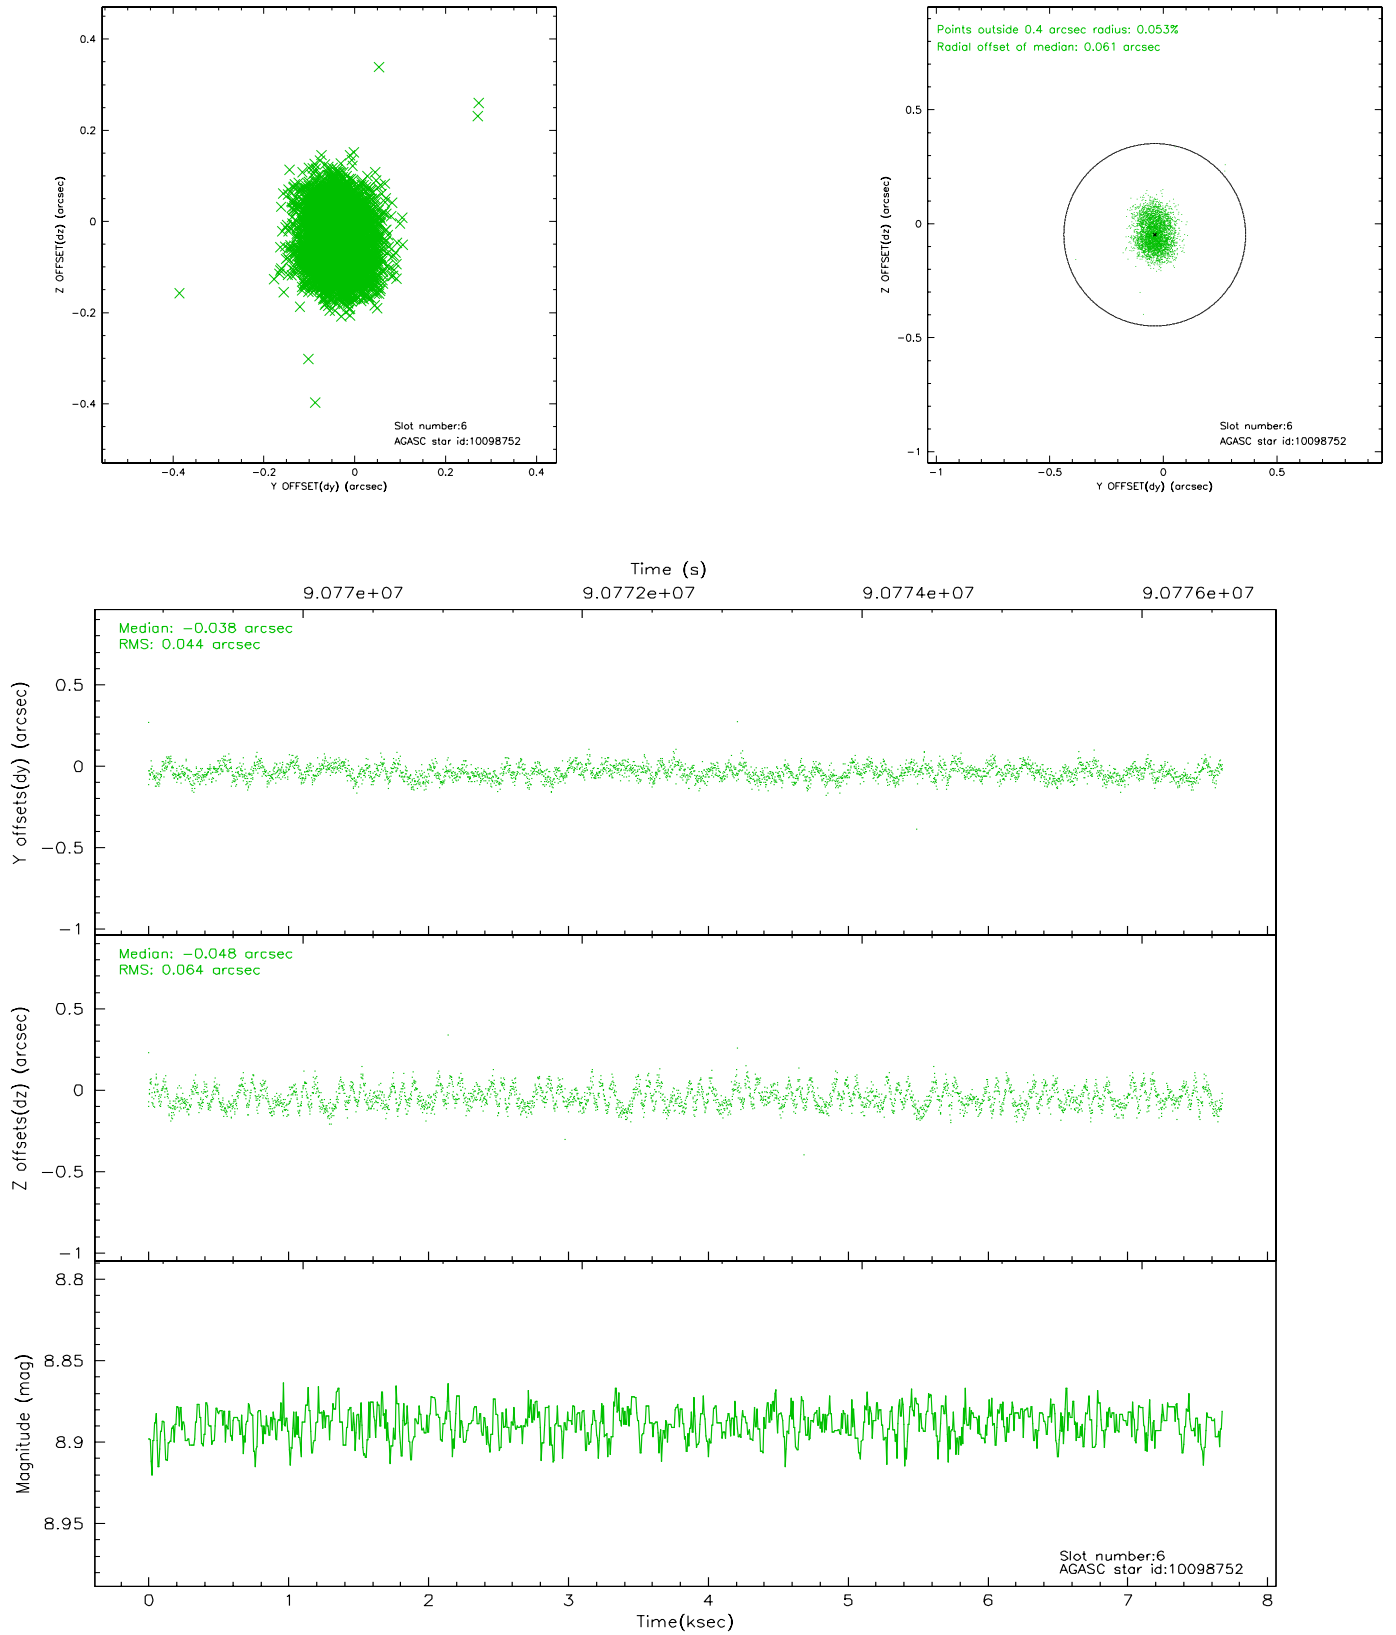 0.4
0.2
0
-0.2
-0.4
Z OFFSET(dz) (arcsec)
Slot number:6
AGASC star id:10098752
-0.4 -0.2 0 0.2 0.4
Y OFFSET(dy) (arcsec)
Points outside 0.4 arcsec radius: 0.053%
Radial offset of median: 0.061 arcsec
0.5
0
-0.5
-1
Z OFFSET(dz) (arcsec)
Slot number:6
AGASC star id:10098752
-1 -0.5 0 0.5
Y OFFSET(dy) (arcsec)
Time (s)
9.077e+07 9.0772e+07 9.0774e+07 9.0776e+07
Median: -0.038 arcsec
RMS: 0.044 arcsec
0.5
0
-0.5
-1
Y offsets(dy) (arcsec)
Median: -0.048 arcsec
RMS: 0.064 arcsec
0.5
0
-0.5
-1
Z offsets(dz) (arcsec)
8.8
8.85
8.9
8.95
Magnitude (mag)
Slot number:6
AGASC star id:10098752
0 1 2 3 4 5 6 7 8
Time(ksec)